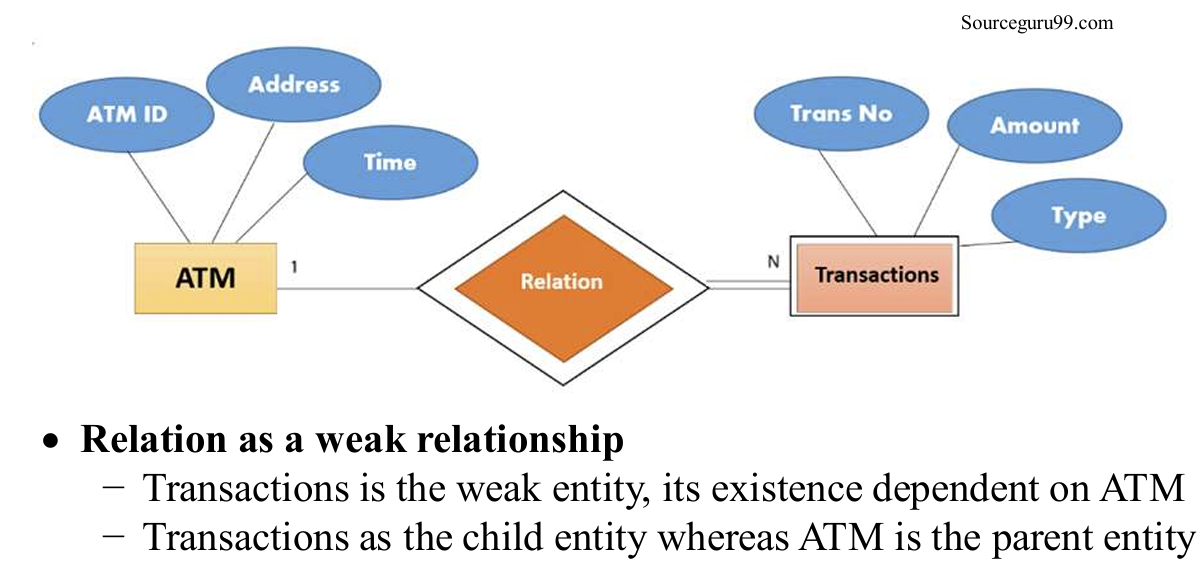 Sourceguru99.com
ATM ID
Address
Time
Trans No
Amount
Type
ATM
1
Relation
N
Transactions
• Relation as a weak relationship
– Transactions is the weak entity, its existence dependent on ATM
– Transactions as the child entity whereas ATM is the parent entity